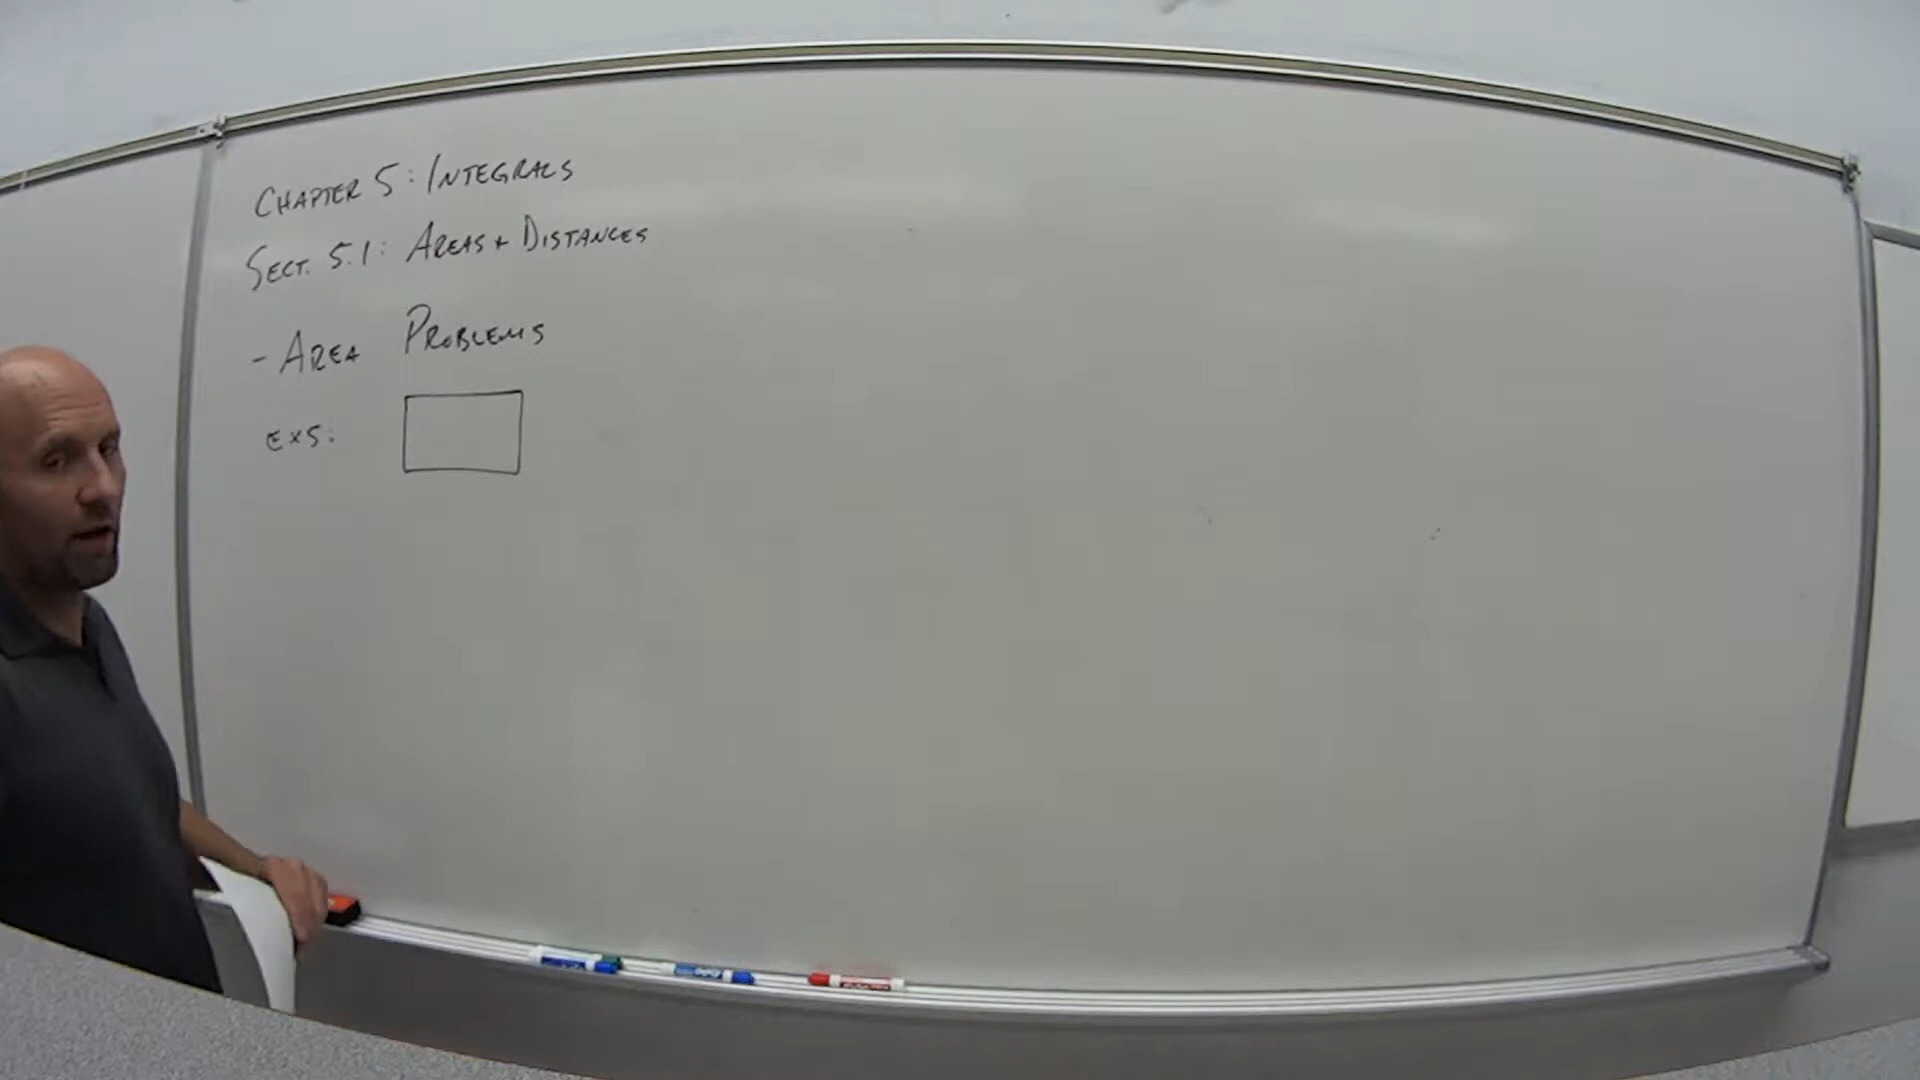 CHAPTER 5: INTEGRALS
SECT. 5.1: AREAS + DISTANCES
- AREA PROBLEMS
EXS: